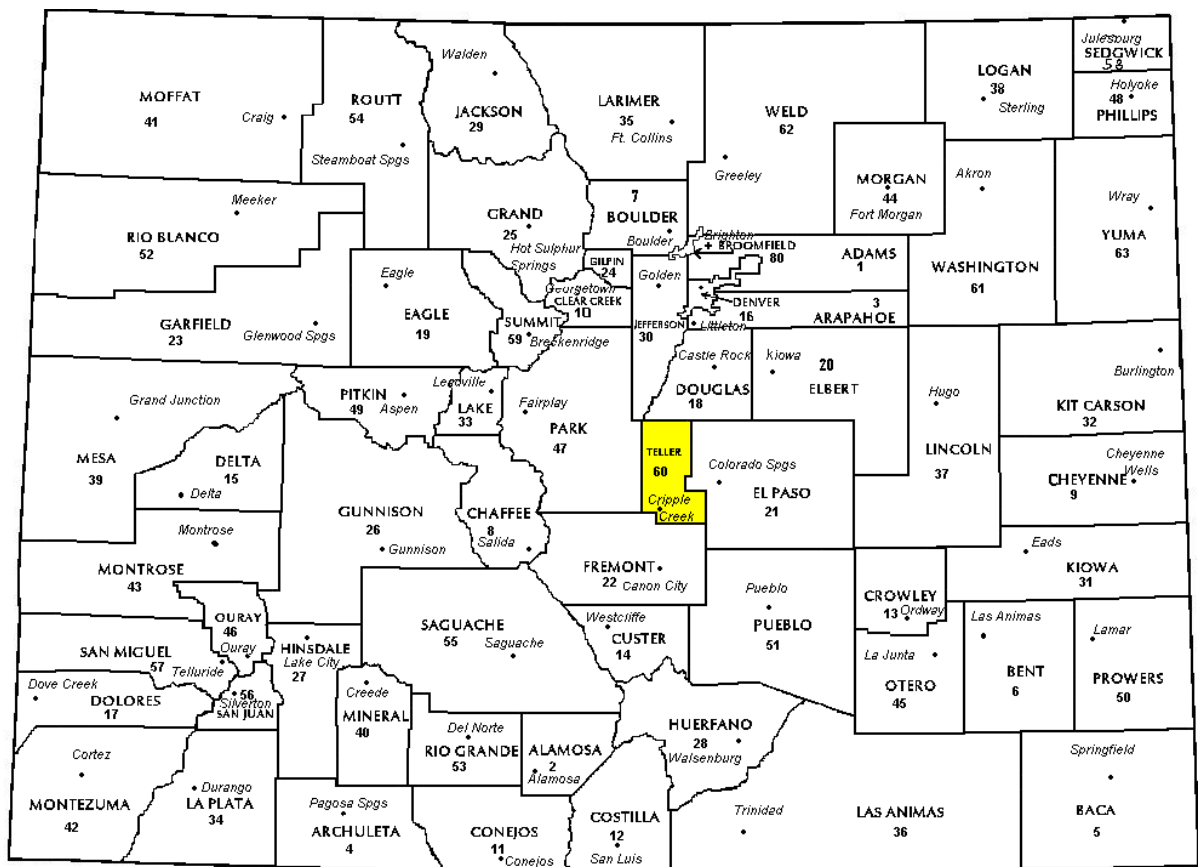 MOFFAT
41
Craig
ROUTT
54
Steamboat Spgs
Walden
JACKSON
29
LARIMER
35
Ft. Collins
WELD
62
Greeley
LOGAN
38
Sterling
Julesburg
SEDGWICK
58
Holyoke
48
PHILLIPS
Meeker
RIO BLANCO
52
GRAND
25
Hot Sulphur
Springs
7
BOULDER
Boulder
MORGAN
44
Fort Morgan
Akron
WASHINGTON
61
Wray
YUMA
63
Brighton
+ BROOMFIELD
80
ADAMS
1
GILPIN
24
Georgetown
CLEAR CREEK
10
Golden
JEFFERSON
30
DENVER
16
3
ARAPAHOE
Littleton
GARFIELD
23
Glenwood Spgs
Eagle
EAGLE
19
SUMMIT
59
Breckenridge
Castle Rock
DOUGLAS
18
Kiowa
20
ELBERT
Hugo
LINCOLN
37
Burlington
KIT CARSON
32
Grand Junction
MESA
39
PITKIN
49
Aspen
Leadville
LAKE
33
Fairplay
PARK
47
TELLER
60
Cripple
Creek
Colorado Spgs
EL PASO
21
Cheyenne
Wells
CHEYENNE
9
DELTA
15
Delta
GUNNISON
26
Gunnison
CHAFFEE
8
Salida
Montrose
MONTROSE
43
FREMONT
22
Canon City
Pueblo
PUEBLO
51
CROWLEY
13
Ordway
Eads
KIOWA
31
OURAY
46
Ouray
SAN MIGUEL
57
Telluride
HINSDALE
Lake City
27
SAGUACHE
55
Saguache
Westcliffe
CUSTER
14
La Junta
OTERO
45
Las Animas
BENT
6
Lamar
PROWERS
50
Dove Creek
DOLORES
17
56
Silverton
SAN JUAN
Creede
MINERAL
40
Del Norte
RIO GRANDE
53
ALAMOSA
2
Alamosa
HUERFANO
28
Walsenburg
Cortez
MONTEZUMA
42
Durango
LA PLATA
34
Pagosa Spgs
ARCHULETA
4
CONEJOS
11
Conejos
COSTILLA
12
San Luis
Trinidad
LAS ANIMAS
36
Springfield
BACA
5